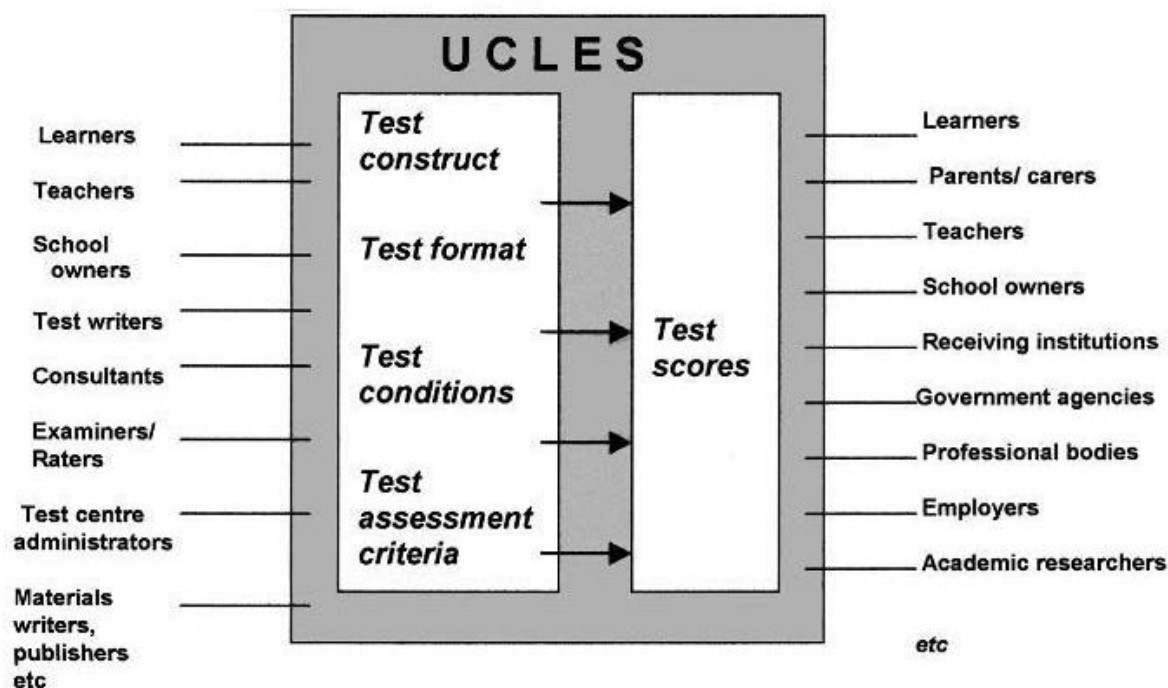 UCLES
Learners
Teachers
School
owners
Test writers
Consultants
Examiners/
Raters
Test centre
administrators
Materials
writers,
publishers
etc
Test
construct
Test format
Test
conditions
Test
assessment
criteria
Test
scores
Learners
Parents/ carers
Teachers
School owners
Receiving institutions
Government agencies
Professional bodies
Employers
Academic researchers
etc